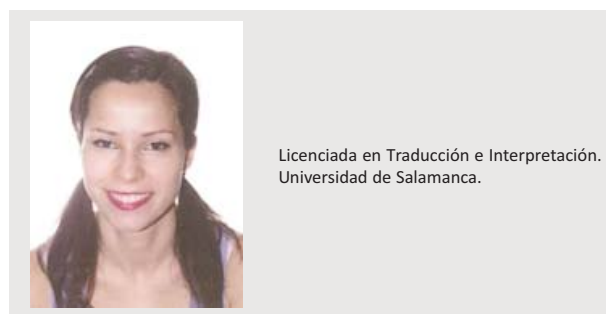 Licenciada en Traducción e Interpretación.
Universidad de Salamanca.